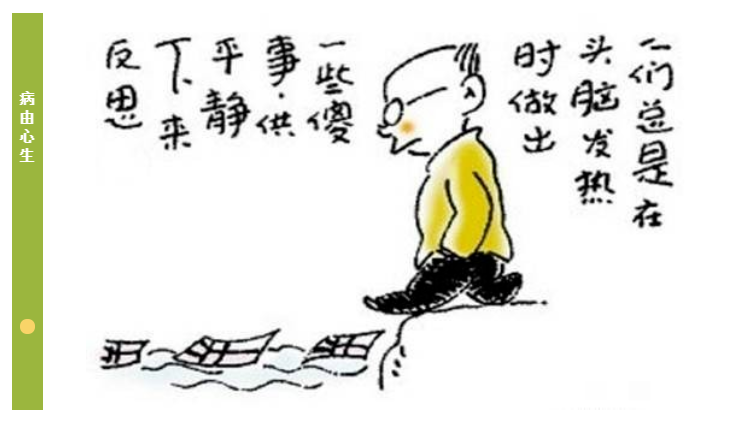 病由心生
人们总是在
头脑发热
时做出
一些傻
事·供
平静
下来
反思